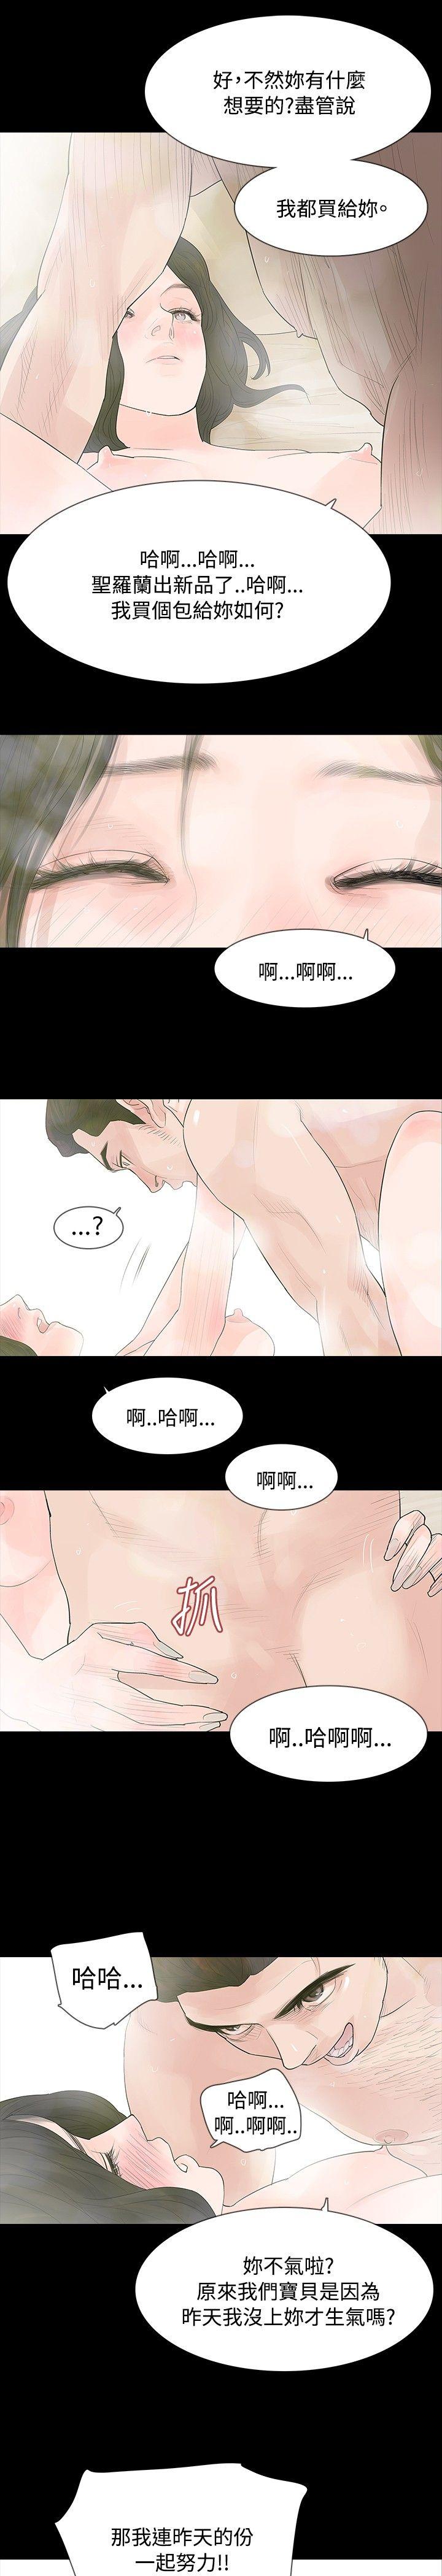 好,不然妳有什麼
想要的?盡管說
我都買給妳。
哈啊...哈啊...
聖羅蘭出新品了..哈啊...
我買個包給妳如何?
啊...啊啊...
...?
啊..哈啊...
啊啊...
抓
啊..哈啊啊...
哈哈...
哈啊...
啊..啊啊..
妳不氣啦?
原來我們寶貝是因為
昨天我沒上妳才生氣嗎?
那我連昨天的份
一起努力!!